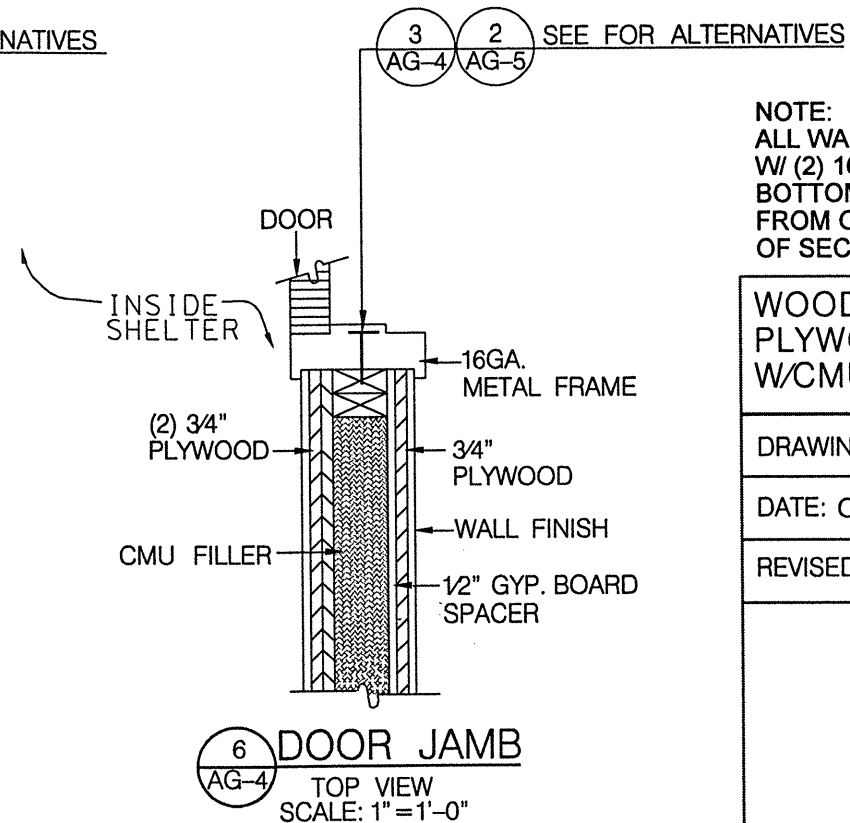 NATIVES
3
AG-4
2
AG-5
SEE FOR ALTERNATIVES
NOTE:
ALL WA
W/ (2) 1
BOTTO
FROM
OF SEC
DOOR
INSIDE
SHELTER
16GA.
METAL FRAME
(2) 3/4"
PLYWOOD
3/4"
PLYWOOD
WALL FINISH
CMU FILLER
1/2" GYP. BOARD
SPACER
WOOD
PLYWO
W/CMU
DRAWIN
DATE:
REVISED
6
AG-4
DOOR JAMB
TOP VIEW
SCALE: 1"=1'-0"